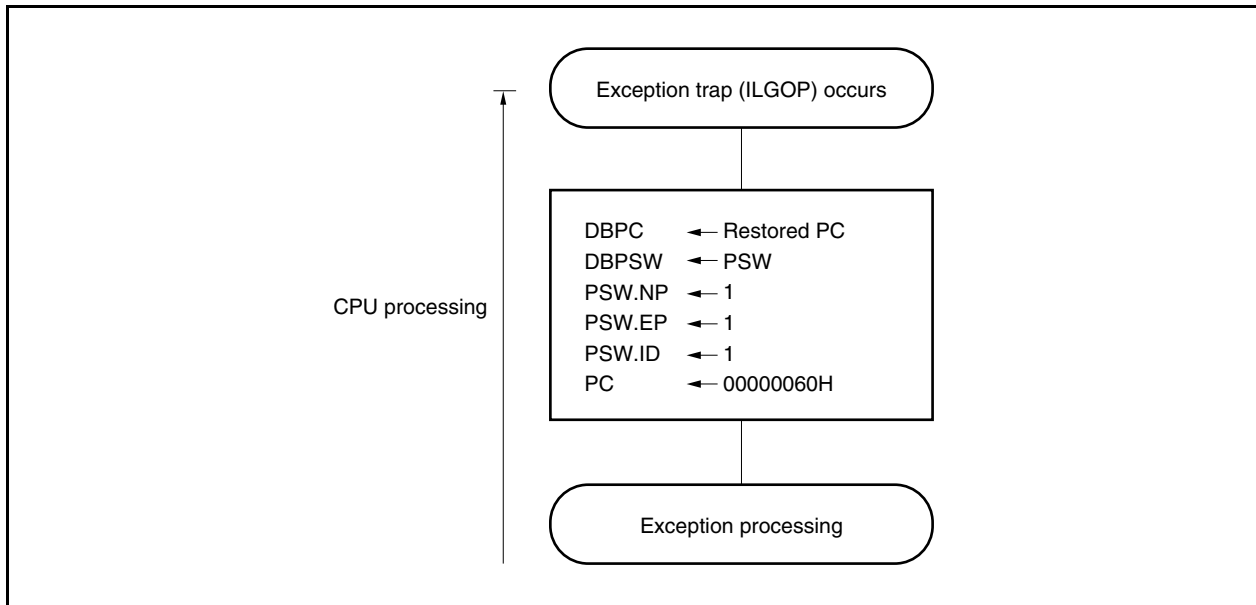 Exception trap (ILGOP) occurs
CPU processing
DBPC ← Restored PC
DBPSW ← PSW
PSW.NP ← 1
PSW.EP ← 1
PSW.ID ← 1
PC ← 00000060H
Exception processing